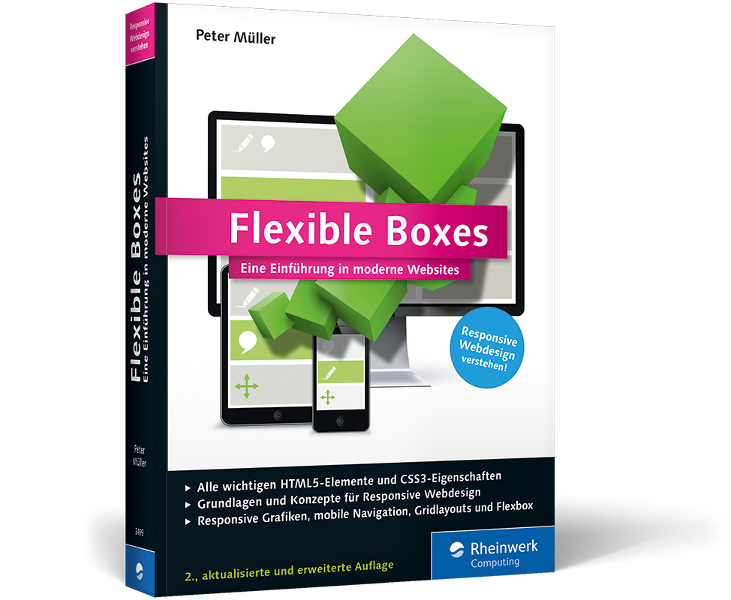 Responsive
Webdesign
verstehen!
Flexible Boxes
Eine Einführung in moderne Websites
Peter
Müller
3499
Peter Müller
Flexible Boxes
Eine Einführung in moderne Websites
Responsive
Webdesign
verstehen!
Alle wichtigen HTML5-Elemente und CSS3-Eigenschaften
Grundlagen und Konzepte für Responsive Webdesign
Responsive Grafiken, mobile Navigation, Gridlayouts und Flexbox
2., aktualisierte und erweiterte Auflage
Rheinwerk
Computing